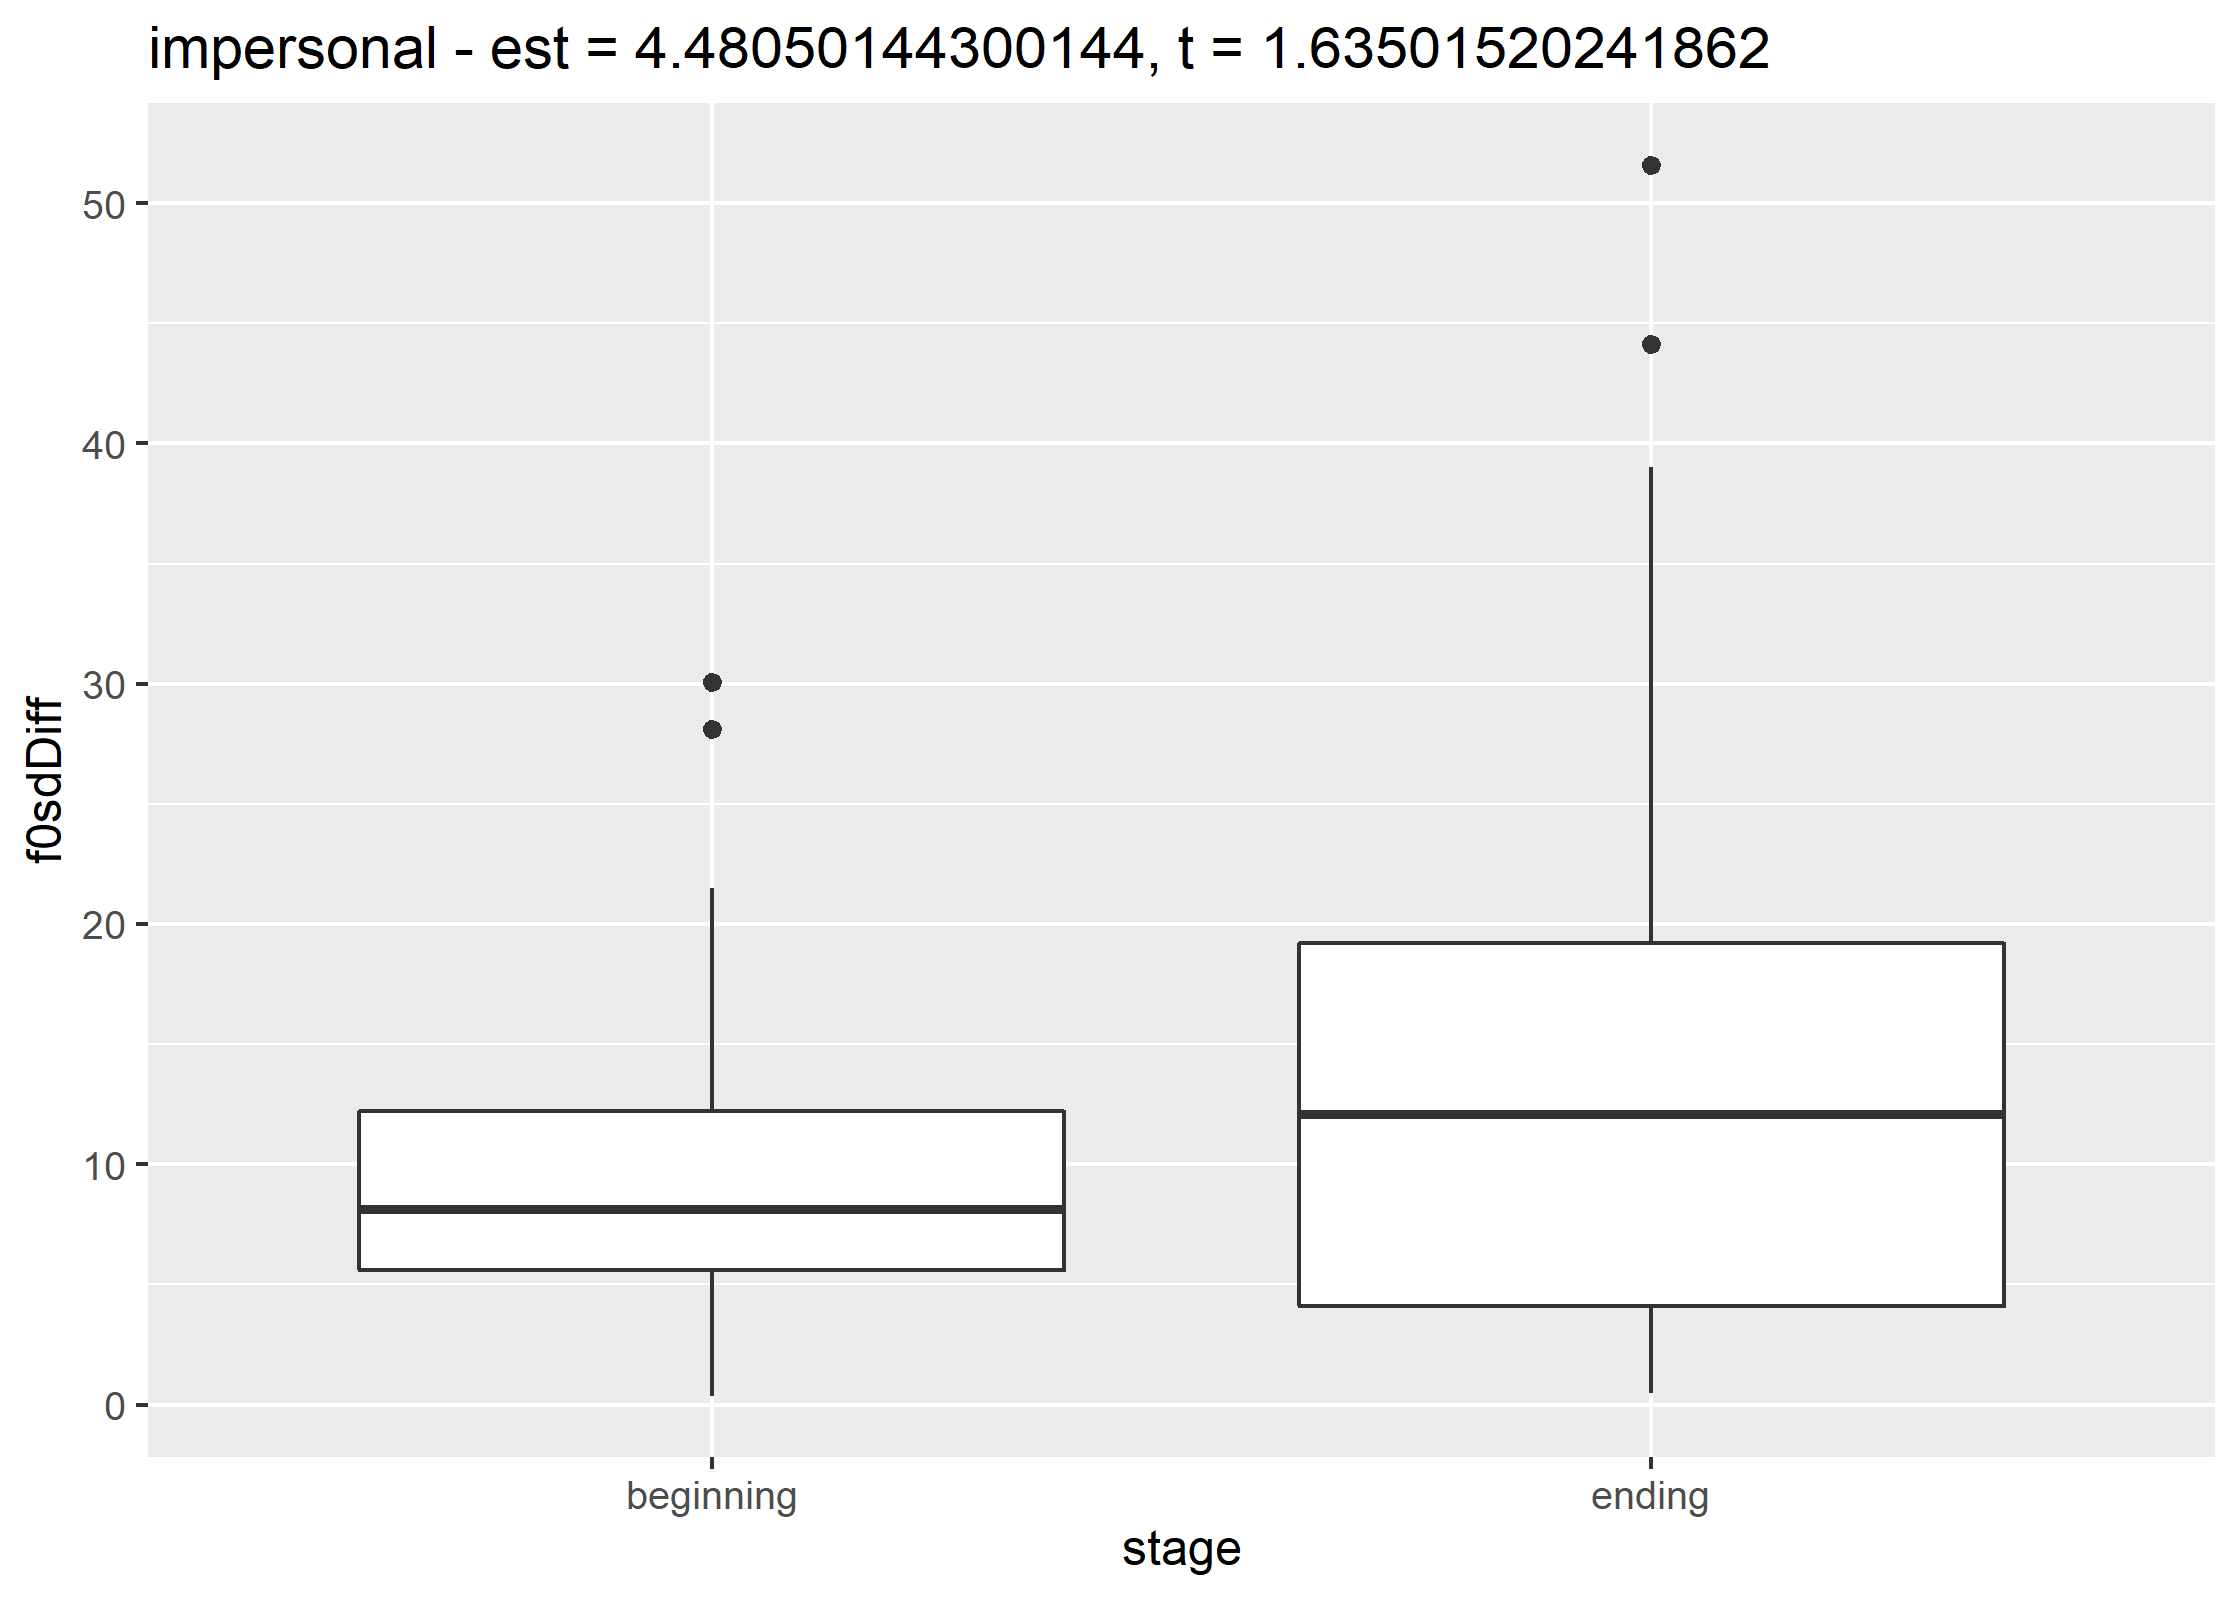 impersonal - est = 4.48050144300144, t = 1.63501520241862
50
40
30
20
10
0
f0sdDiff
beginning
ending
stage